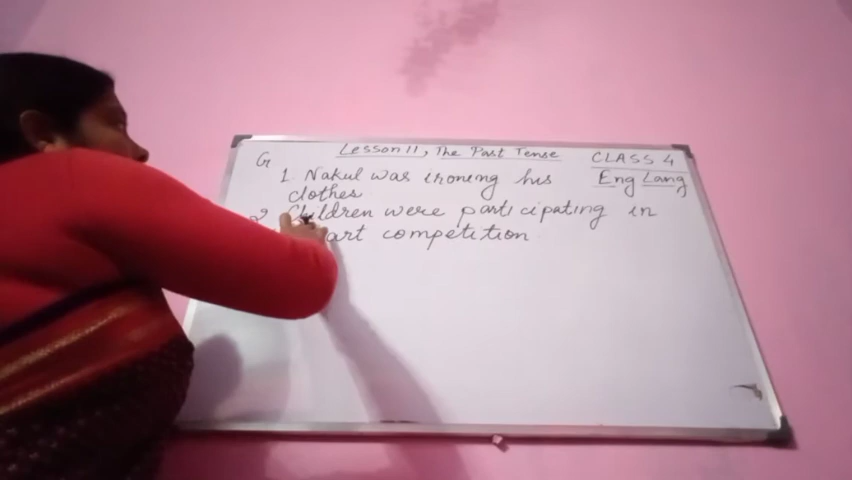 Lesson 11, The Past Tense
CLASS 4
Eng Lang
G
1. Nakul was ironing his
clothes
2 Children were participating in
art competition